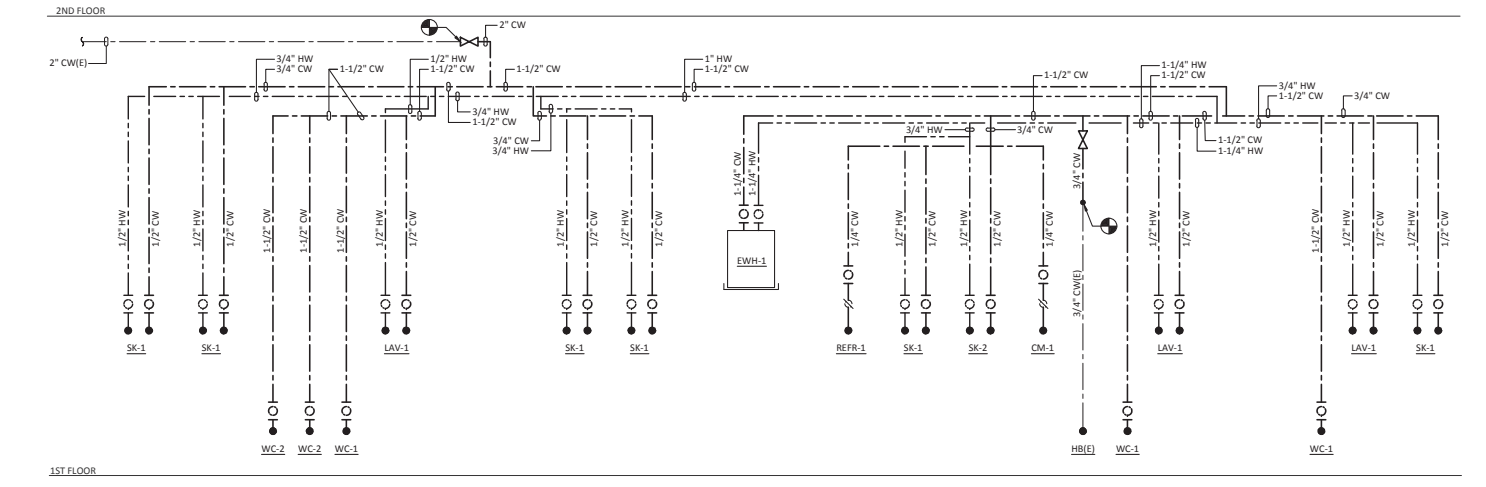 2ND FLOOR
2" CW
2" CW(E)
3/4" HW
3/4" CW
1-1/2" CW
1/2" HW
1-1/2" CW
1-1/2" CW
1" HW
1-1/2" CW
1-1/2" CW
1-1/4" HW
1-1/2" CW
3/4" HW
1-1/2" CW
3/4" CW
3/4" HW
1-1/2" CW
3/4" CW
3/4" HW
3/4" HW
3/4" CW
1-1/2" CW
1-1/4" HW
1-1/4" CW
1-1/4" HW
3/4" CW
1/2" HW
1/2" CW
1/2" HW
1/2" CW
1-1/2" CW
1-1/2" CW
1-1/2" CW
1/2" HW
1/2" CW
1/2" HW
1/2" CW
1/2" HW
1/2" CW
1/4" CW
1/2" HW
1/2" CW
1/2" HW
1/2" CW
1/4" CW
1-1/2" CW
1/2" HW
1/2" CW
1-1/2" CW
1/2" HW
1/2" CW
1/2" HW
1/2" CW
EWH-1
3/4" CW(E)
SK-1
SK-1
LAV-1
SK-1
SK-1
REFR-1
SK-1
SK-2
CM-1
LAV-1
LAV-1
SK-1
WC-2
WC-2
WC-1
HB(E)
WC-1
WC-1
1ST FLOOR